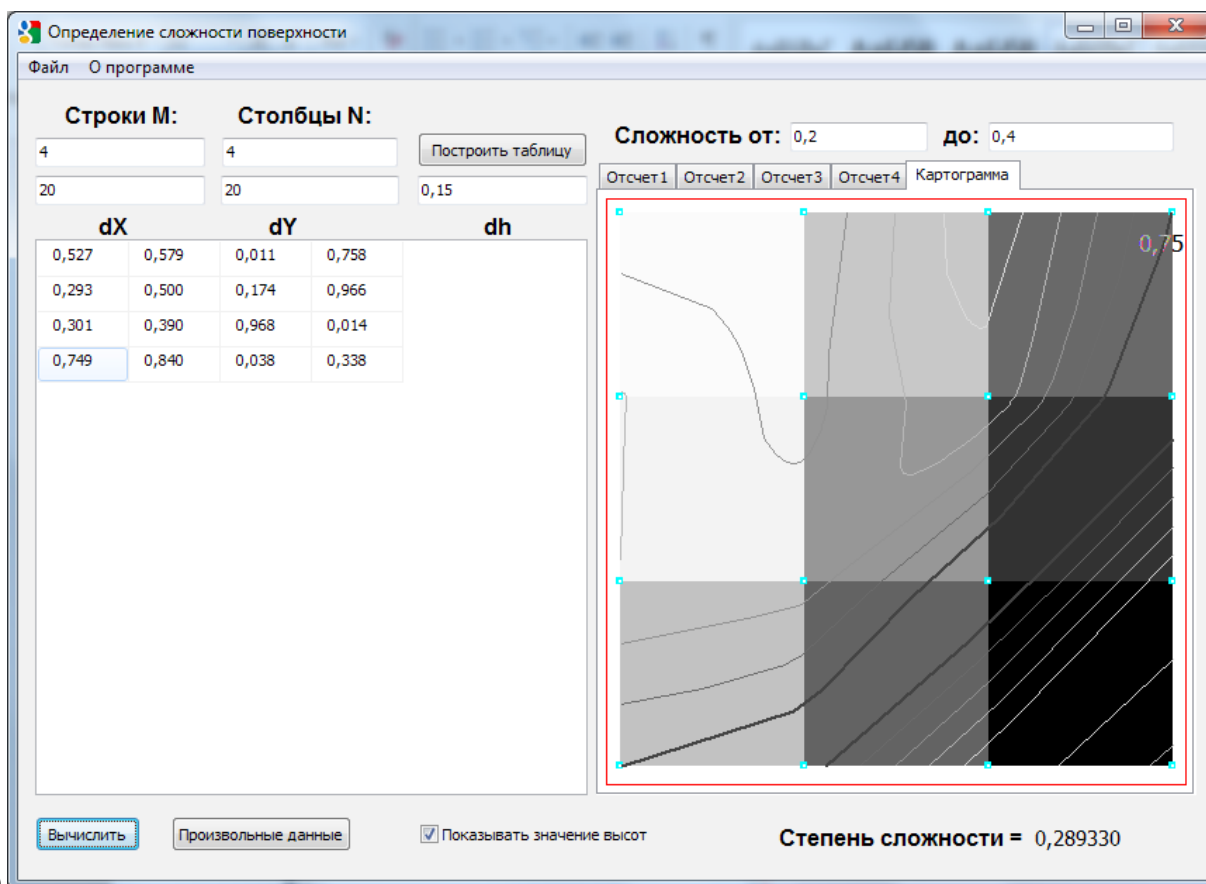 Определение сложности поверхности
Файл О программе
Строки M: Столбцы N:
4 4 Построить таблицу
20 20 0,15
dX dY dh
0,527 0,579 0,011 0,758
0,293 0,500 0,174 0,966
0,301 0,390 0,968 0,014
0,749 0,840 0,038 0,338
Сложность от: 0,2 до: 0,4
Отсчет1 Отсчет2 Отсчет3 Отсчет4 Картограмма
0,75
Вычислить Произвольные данные Показывать значение высот
Степень сложности = 0,289330